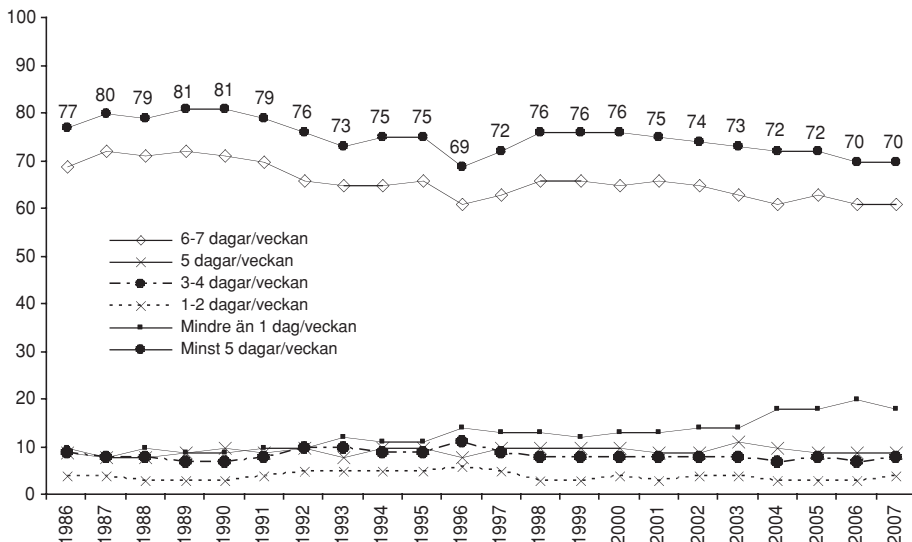 100
90
80
70
60
50
40
30
20
10
0
77 80 79 81 81 79 76 73 75 75 69 72 76 76 76 75 74 73 72 72 70 70
6-7 dagar/veckan
5 dagar/veckan
3-4 dagar/veckan
1-2 dagar/veckan
Mindre än 1 dag/veckan
Minst 5 dagar/veckan
1986 1987 1988 1989 1990 1991 1992 1993 1994 1995 1996 1997 1998 1999 2000 2001 2002 2003 2004 2005 2006 2007